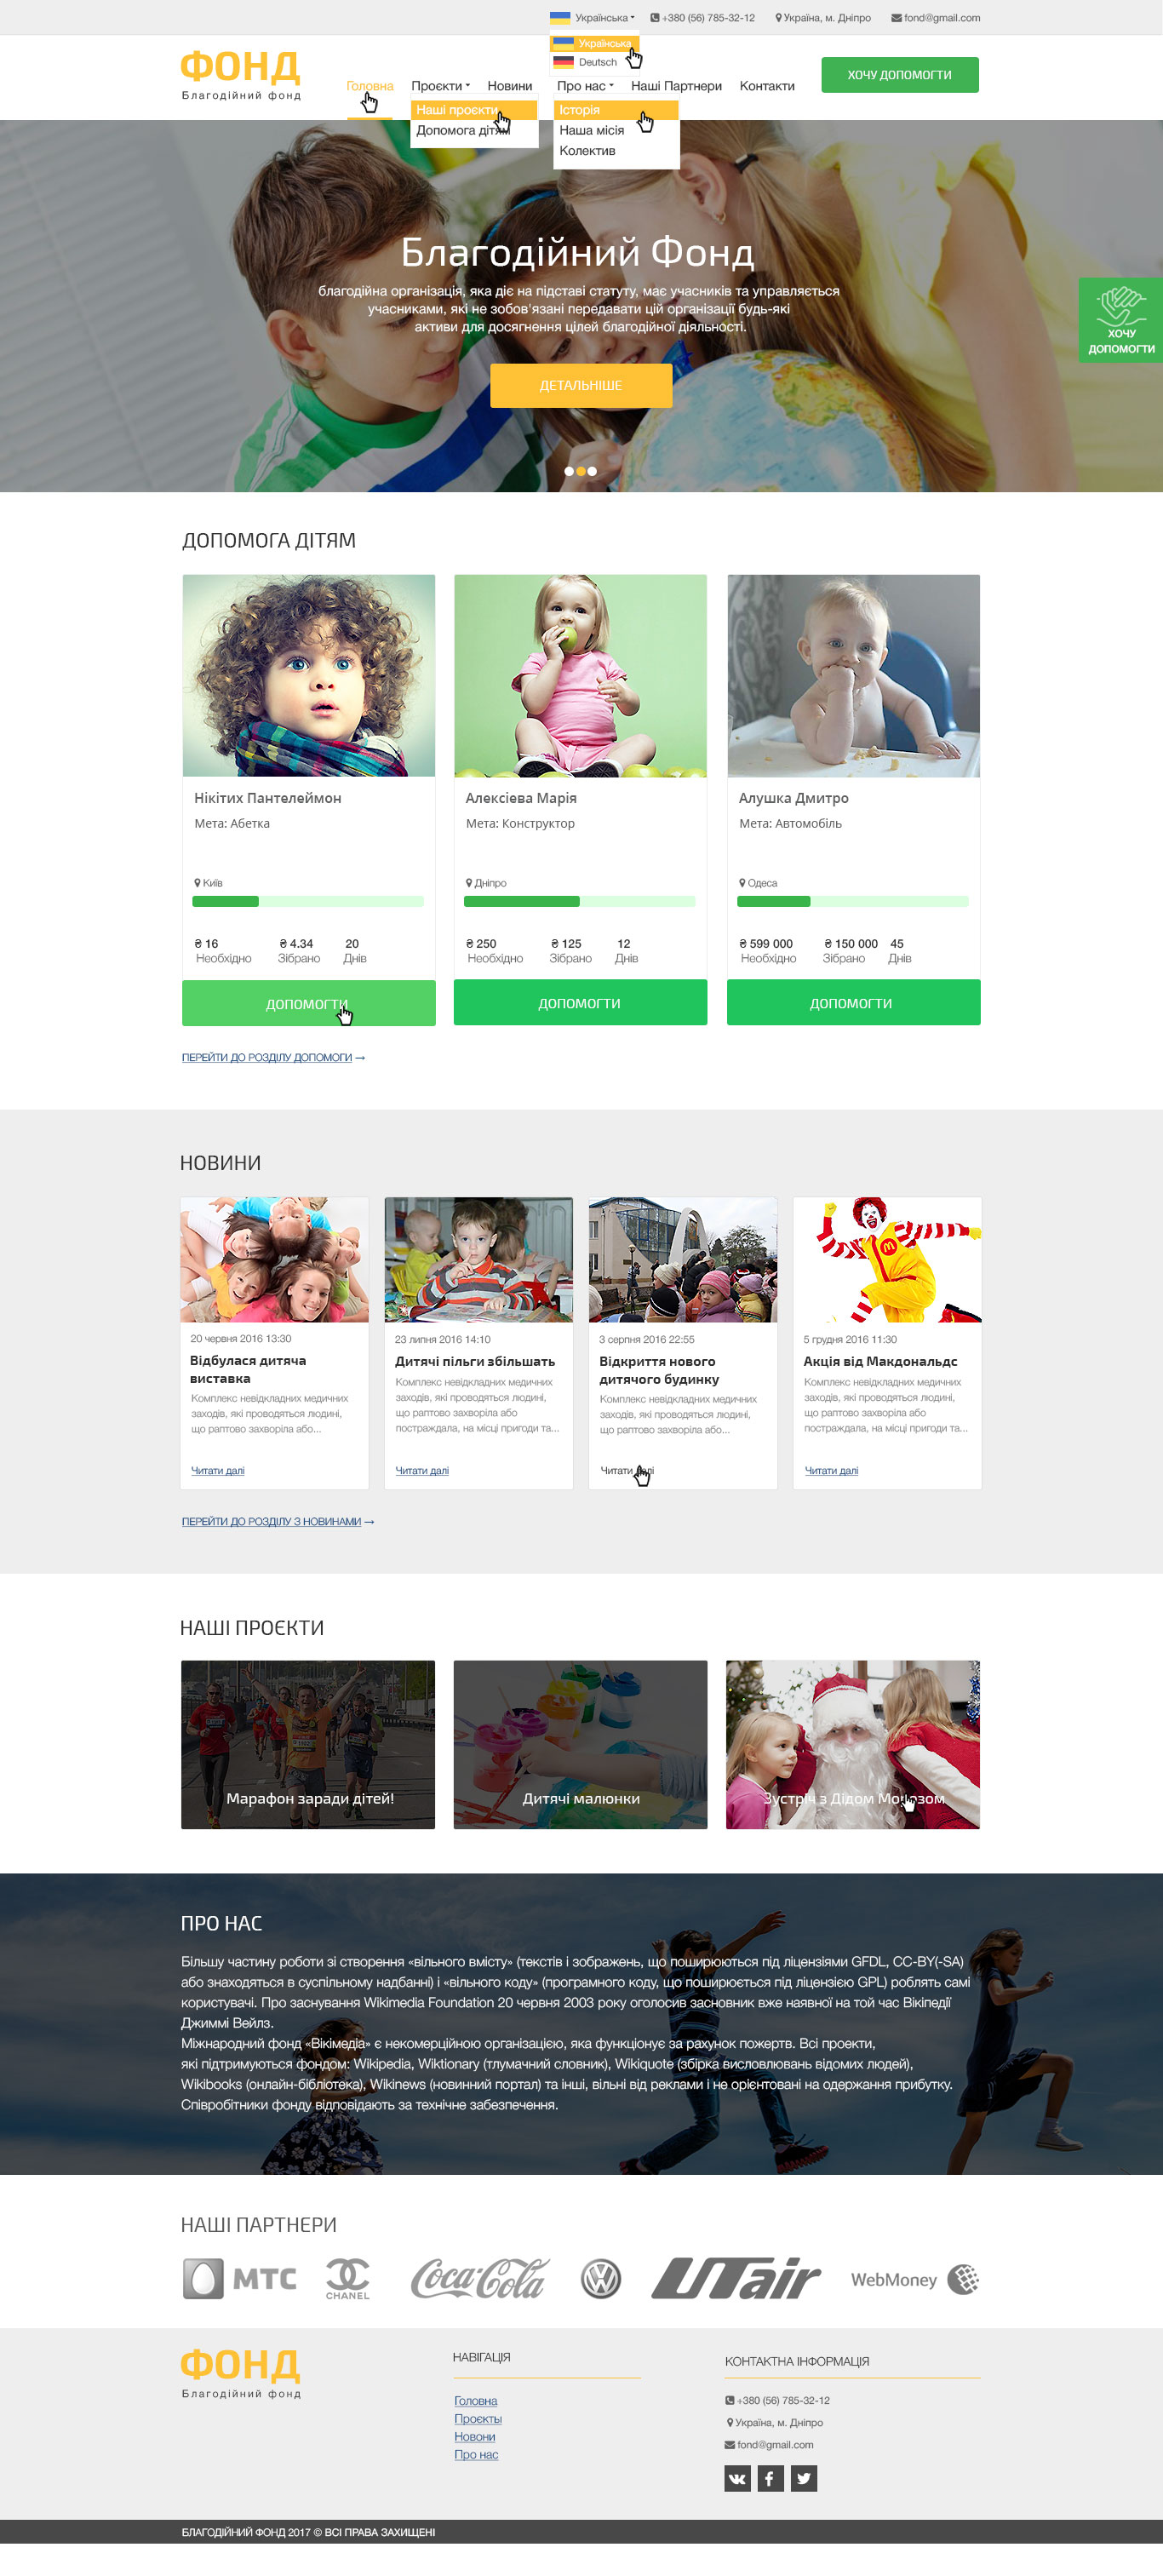 Українська
+380 (56) 785-32-12
Україна, м. Дніпро
fond@gmail.com
Українська
Deutsch
ФОНД
Благодійний фонд
Головна
Проєкти
Новини
Про нас
Наші Партнери
Контакти
ХОЧУ ДОПОМОГТИ
Наші проєкти
Допомога дітям
Історія
Наша місія
Колектив
Благодійний Фонд
благодійна організація, яка діє на підставі статуту, має учасників та управляється
учасниками, які не зобов'язані передавати цій організації будь-які
активи для досягнення цілей благодійної діяльності.
ДЕТАЛЬНІШЕ
ХОЧУ
ДОПОМОГТИ
ДОПОМОГА ДІТЯМ
Нікітих Пантелеймон
Мета: Абетка
Київ
₴ 16 ₴ 4.34 20
Необхідно Зібрано Днів
ДОПОМОГТИ
Алексієва Марія
Мета: Конструктор
Дніпро
₴ 250 ₴ 125 12
Необхідно Зібрано Днів
ДОПОМОГТИ
Алушка Дмитро
Мета: Автомобіль
Одеса
₴ 599 000 ₴ 150 000 45
Необхідно Зібрано Днів
ДОПОМОГТИ
ПЕРЕЙТИ ДО РОЗДІЛУ ДОПОМОГИ →
НОВИНИ
20 червня 2016 13:30
Відбулася дитяча
виставка
Комплекс невідкладних медичних
заходів, які проводяться людині,
що раптово захворіла або...
Читати далі
23 липня 2016 14:10
Дитячі пільги збільшать
Комплекс невідкладних медичних
заходів, які проводяться людині,
що раптово захворіла або
постраждала, на місці пригоди та...
Читати далі
3 серпня 2016 22:55
Відкриття нового
дитячого будинку
Комплекс невідкладних медичних
заходів, які проводяться людині,
що раптово захворіла або...
Читати далі
5 грудня 2016 11:30
Акція від Макдональдс
Комплекс невідкладних медичних
заходів, які проводяться людині,
що раптово захворіла або
постраждала, на місці пригоди та...
Читати далі
ПЕРЕЙТИ ДО РОЗДІЛУ З НОВИНАМИ →
НАШІ ПРОЄКТИ
Марафон заради дітей!
Дитячі малюнки
Зустріч з Дідом Морозом
ПРО НАС
Більшу частину роботи зі створення «вільного вмісту» (текстів і зображень, що поширюються під ліцензіями GFDL, CC-BY(-SA)
або знаходяться в суспільному надбанні) і «вільного коду» (програмного коду, що поширюється під ліцензією GPL) роблять самі
користувачі. Про заснування Wikimedia Foundation 20 червня 2003 року оголосив засновник вже наявної на той час Вікіпедії
Джиммі Вейлз.
Міжнародний фонд «Вікімедіа» є некомерційною організацією, яка функціонує за рахунок пожертв. Всі проекти,
які підтримуються фондом: Wikipedia, Wiktionary (тлумачний словник), Wikiquote (збірка висловлювань відомих людей),
Wikibooks (онлайн-бібліотека), Wikinews (новинний портал) та інші, вільні від реклами і не орієнтовані на одержання прибутку.
Співробітники фонду відповідають за технічне забезпечення.
НАШІ ПАРТНЕРИ
МТС
CHANEL
Coca-Cola
UTair
WebMoney
ФОНД
Благодійний фонд
НАВІГАЦІЯ
Головна
Проєкты
Новони
Про нас
КОНТАКТНА ІНФОРМАЦІЯ
+380 (56) 785-32-12
Україна, м. Дніпро
fond@gmail.com
БЛАГОДІЙНИЙ ФОНД 2017 © ВСІ ПРАВА ЗАХИЩЕНІ